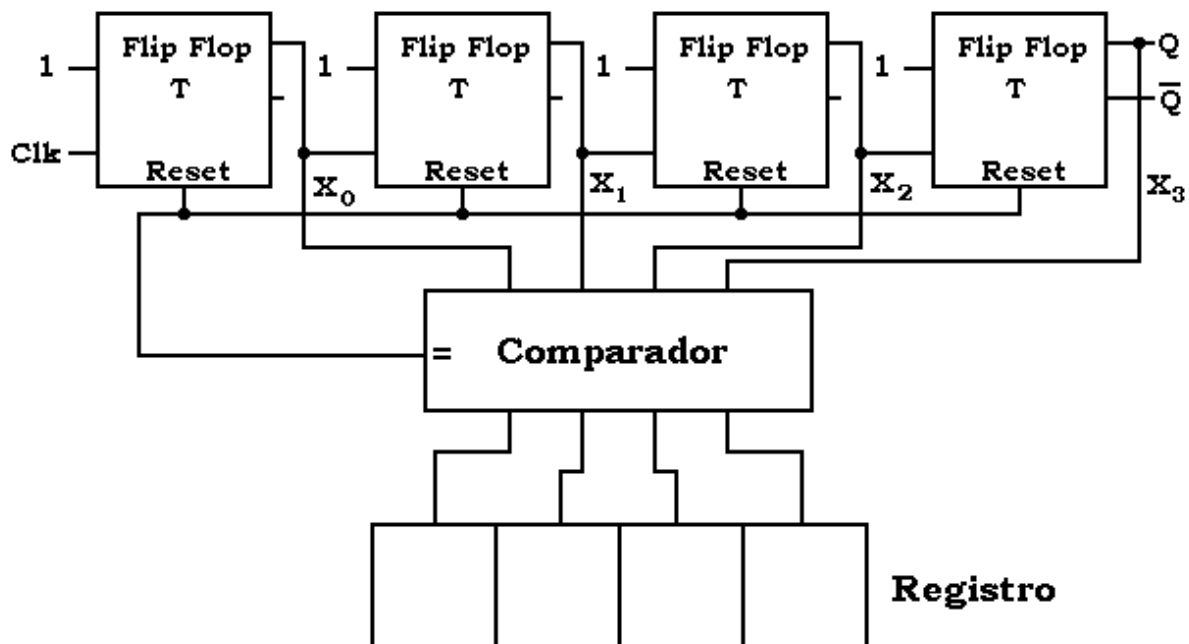 Flip Flop
T
Reset
1
Clk
X0
Flip Flop
T
Reset
1
X1
Flip Flop
T
Reset
1
X2
Flip Flop
T
Reset
1
Q
Q̅
X3
= Comparador
Registro